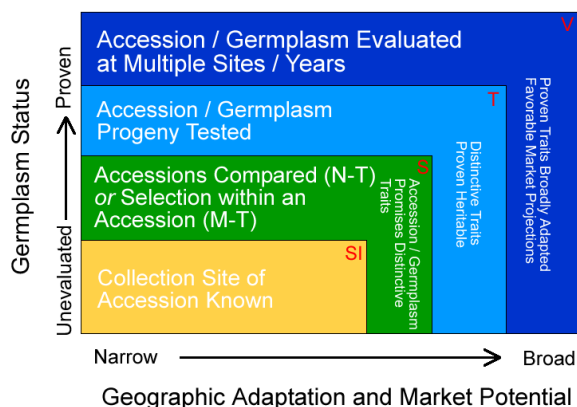 Accession / Germplasm Evaluated
at Multiple Sites / Years
V
Accession / Germplasm
Progeny Tested
T
Accessions Compared (N-T)
or Selection within an
Accession (M-T)
S
Collection Site of
Accession Known
SI
Accession / Germplasm
Promises Distinctive
Traits
Distinctive Traits
Proven Heritable
Proven Traits Broadly Adapted
Favorable Market Projections
Germplasm Status
Unevaluated
Proven
Narrow
Broad
Geographic Adaptation and Market Potential